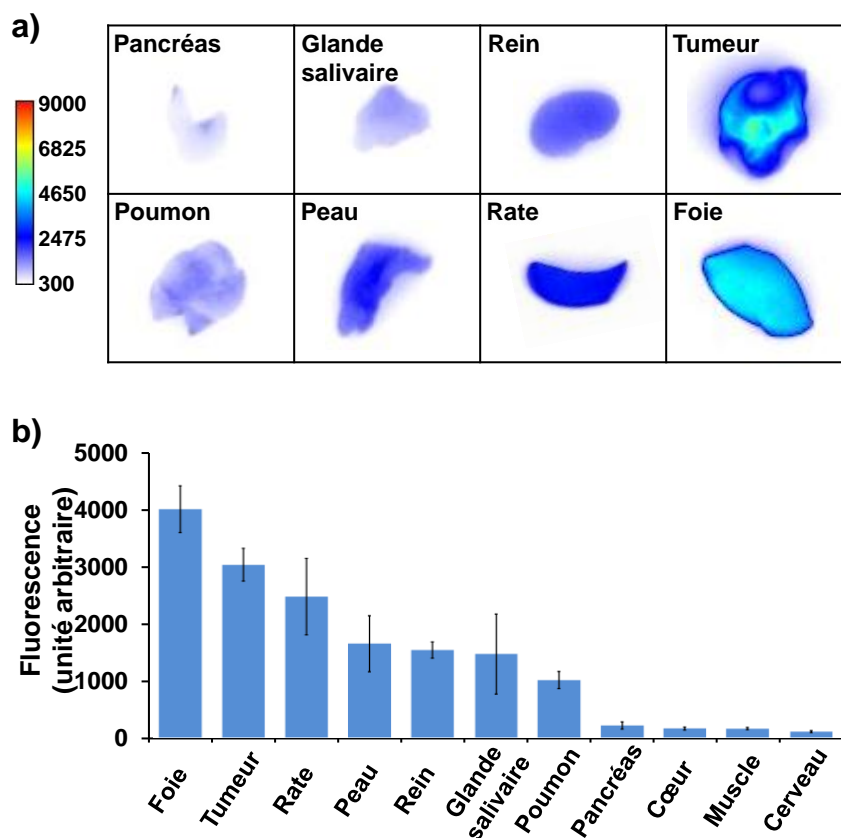 a)
Pancréas
Glande
salivaire
Rein
Tumeur
9000
6825
4650
2475
300
Poumon
Peau
Rate
Foie
b)
Fluorescence
(unité arbitraire)
5000
4000
3000
2000
1000
0
Foie
Tumeur
Rate
Peau
Rein
Glande
salivaire
Poumon
Pancréas
Cœur
Muscle
Cerveau